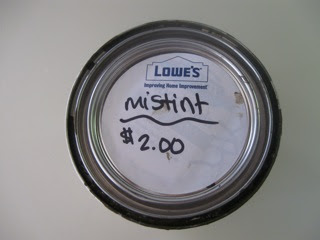 LOWE'S
Improving Home Improvement
mistint
$2.00